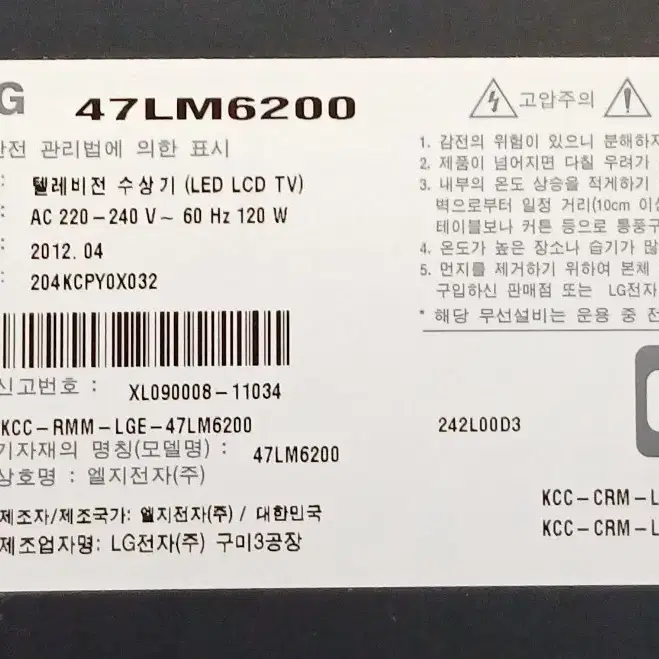 G 47LM6200
안전 관리법에 의한 표시
: 텔레비전 수상기 (LED LCD TV)
: AC 220-240 V~ 60 Hz 120 W
: 2012. 04
: 204KCPY0X032
신고번호 : XL090008-11034
KCC-RMM-LGE-47LM6200
기자재의 명칭(모델명) : 47LM6200
상호명 : 엘지전자(주)
제조자/제조국가: 엘지전자(주) / 대한민국
제조업자명: LG전자(주) 구미3공장
고압주의
1. 감전의 위험이 있으니 분해하지
2. 제품이 넘어지면 다칠 우려가
3. 내부의 온도 상승을 적게하기
벽으로부터 일정 거리(10cm 이상
테이블보나 커튼 등으로 통풍구
4. 온도가 높은 장소나 습기가 많
5. 먼지를 제거하기 위하여 본체
구입하신 판매점 또는 LG전자
* 해당 무선설비는 운용 중 전
242L00D3
KCC-CRM-L
KCC-CRM-L